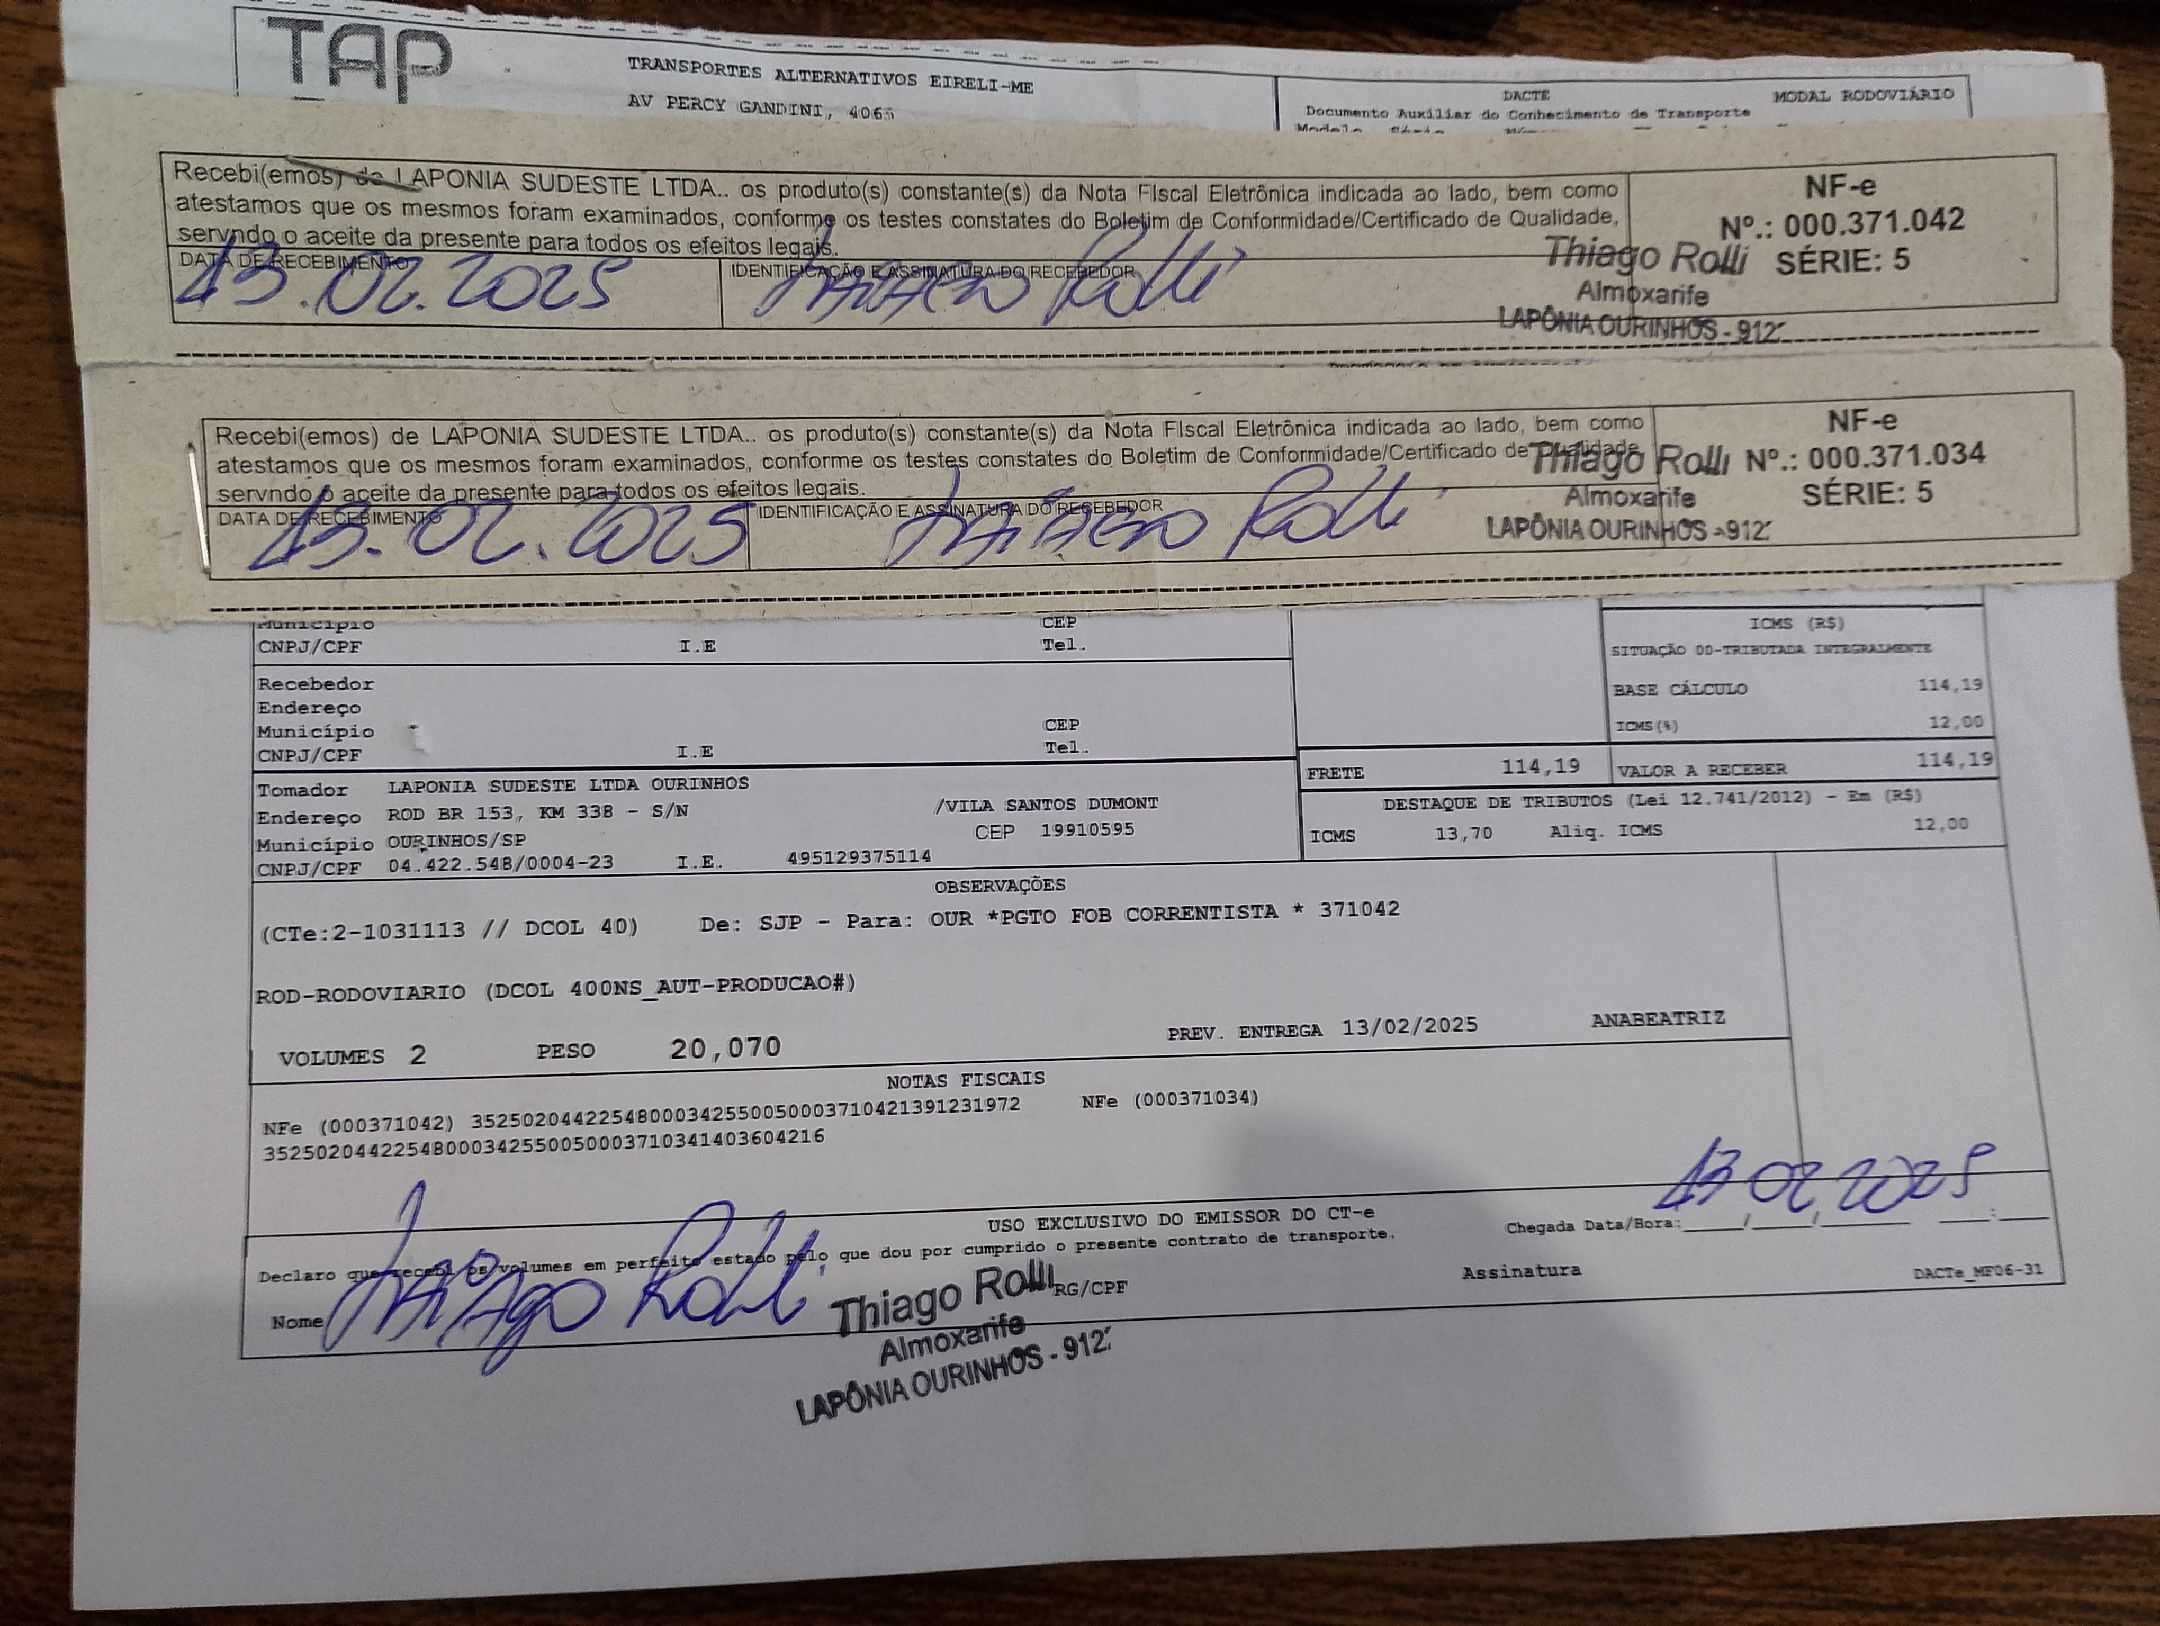 TAP
TRANSPORTES ALTERNATIVOS EIRELI-ME
AV PERCY GANDINI, 4065
DACTE MODAL RODOVIÁRIO
Documento Auxiliar do Conhecimento de Transporte
Recebi(emos) de LAPONIA SUDESTE LTDA.. os produto(s) constante(s) da Nota FIscal Eletrônica indicada ao lado, bem como
atestamos que os mesmos foram examinados, conforme os testes constates do Boletim de Conformidade/Certificado de Qualidade,
servndo o aceite da presente para todos os efeitos legais.
NF-e
Nº.: 000.371.042
SÉRIE: 5
DATA DE RECEBIMENTO
13.02.2025
IDENTIFICAÇÃO E ASSINATURA DO RECEBEDOR
Thiago Rolli
Thiago Rolli
Almoxarife
LAPÔNIA OURINHOS - 912
Recebi(emos) de LAPONIA SUDESTE LTDA.. os produto(s) constante(s) da Nota FIscal Eletrônica indicada ao lado, bem como
atestamos que os mesmos foram examinados, conforme os testes constates do Boletim de Conformidade/Certificado de Qualidade,
servndo o aceite da presente para todos os efeitos legais.
NF-e
Nº.: 000.371.034
SÉRIE: 5
DATA DE RECEBIMENTO
13.02.2025
IDENTIFICAÇÃO E ASSINATURA DO RECEBEDOR
Thiago Rolli
Thiago Rolli
Almoxarife
LAPÔNIA OURINHOS - 912
Município CEP
CNPJ/CPF I.E Tel.
Recebedor
Endereço
Município CEP
CNPJ/CPF I.E Tel.
ICMS (R$)
SITUAÇÃO 00-TRIBUTADA INTEGRALMENTE
BASE CÁLCULO 114,19
ICMS(%) 12,00
FRETE 114,19 VALOR A RECEBER 114,19
Tomador LAPONIA SUDESTE LTDA OURINHOS
Endereço ROD BR 153, KM 338 - S/N /VILA SANTOS DUMONT
Município OURINHOS/SP CEP 19910595
CNPJ/CPF 04.422.548/0004-23 I.E. 495129375114
DESTAQUE DE TRIBUTOS (Lei 12.741/2012) - Em (R$)
ICMS 13,70 Aliq. ICMS 12,00
OBSERVAÇÕES
(CTe:2-1031113 // DCOL 40) De: SJP - Para: OUR *PGTO FOB CORRENTISTA * 371042
ROD-RODOVIARIO (DCOL 400NS_AUT-PRODUCAO#)
VOLUMES 2 PESO 20,070 PREV. ENTREGA 13/02/2025 ANABEATRIZ
NOTAS FISCAIS
NFe (000371042) 35250204422548000342550050003710421391231972 NFe (000371034)
35250204422548000342550050003710341403604216
13 02 2025
USO EXCLUSIVO DO EMISSOR DO CT-e
Chegada Data/Hora:____/____/________ ____:____
Declaro que recebi os volumes em perfeito estado pelo que dou por cumprido o presente contrato de transporte.
Nome Thiago Rolli RG/CPF Assinatura DACTe_MF06-31
Thiago Rolli
Almoxarife
LAPÔNIA OURINHOS - 912